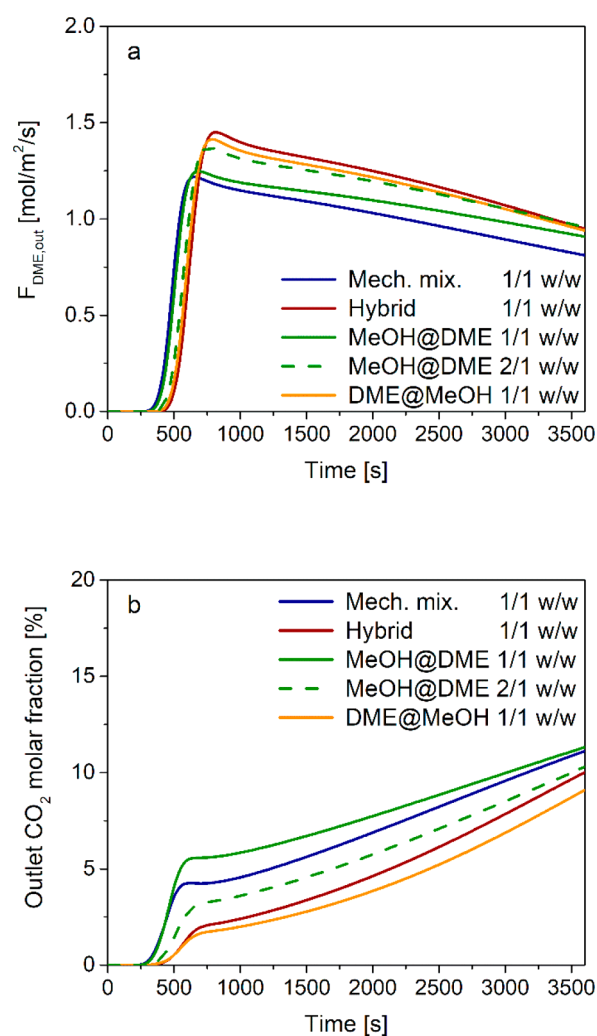 a
F_DME,out [mol/m²/s]
2.0
1.5
1.0
0.5
0.0
Mech. mix. 1/1 w/w
Hybrid 1/1 w/w
MeOH@DME 1/1 w/w
MeOH@DME 2/1 w/w
DME@MeOH 1/1 w/w
0 500 1000 1500 2000 2500 3000 3500
Time [s]
b
Outlet CO₂ molar fraction [%]
20
15
10
5
0
Mech. mix. 1/1 w/w
Hybrid 1/1 w/w
MeOH@DME 1/1 w/w
MeOH@DME 2/1 w/w
DME@MeOH 1/1 w/w
0 500 1000 1500 2000 2500 3000 3500
Time [s]